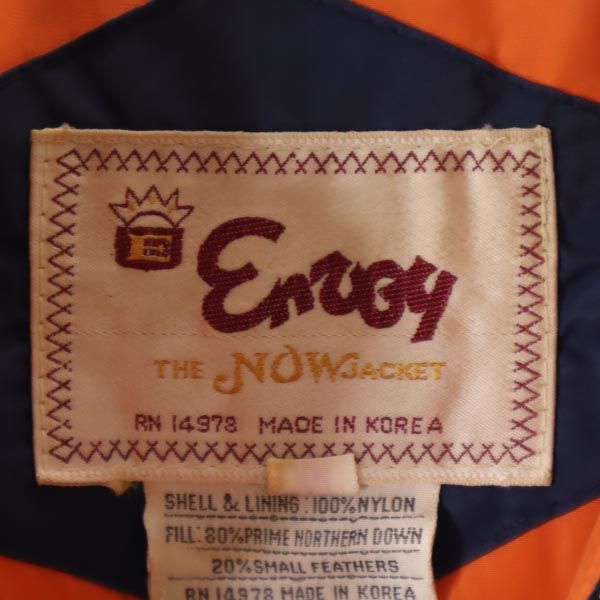 E
Envoy
THE NOW JACKET
RN 14978 MADE IN KOREA
SHELL & LINING: 100% NYLON
FILL: 80% PRIME NORTHERN DOWN
20% SMALL FEATHERS
RN 14978 MADE IN KOREA